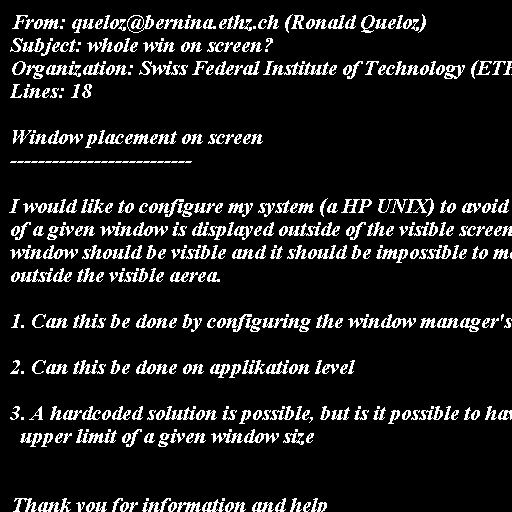 From: queloz@bernina.ethz.ch (Ronald Queloz)
Subject: whole win on screen?
Organization: Swiss Federal Institute of Technology (ETH
Lines: 18
Window placement on screen
--------------------------
I would like to configure my system (a HP UNIX) to avoid
of a given window is displayed outside of the visible screen
window should be visible and it should be impossible to
outside the visible aerea.
1. Can this be done by configuring the window manager's
2. Can this be done on applikation level
3. A hardcoded solution is possible, but is it possible to
upper limit of a given window size
Thank you for information and help